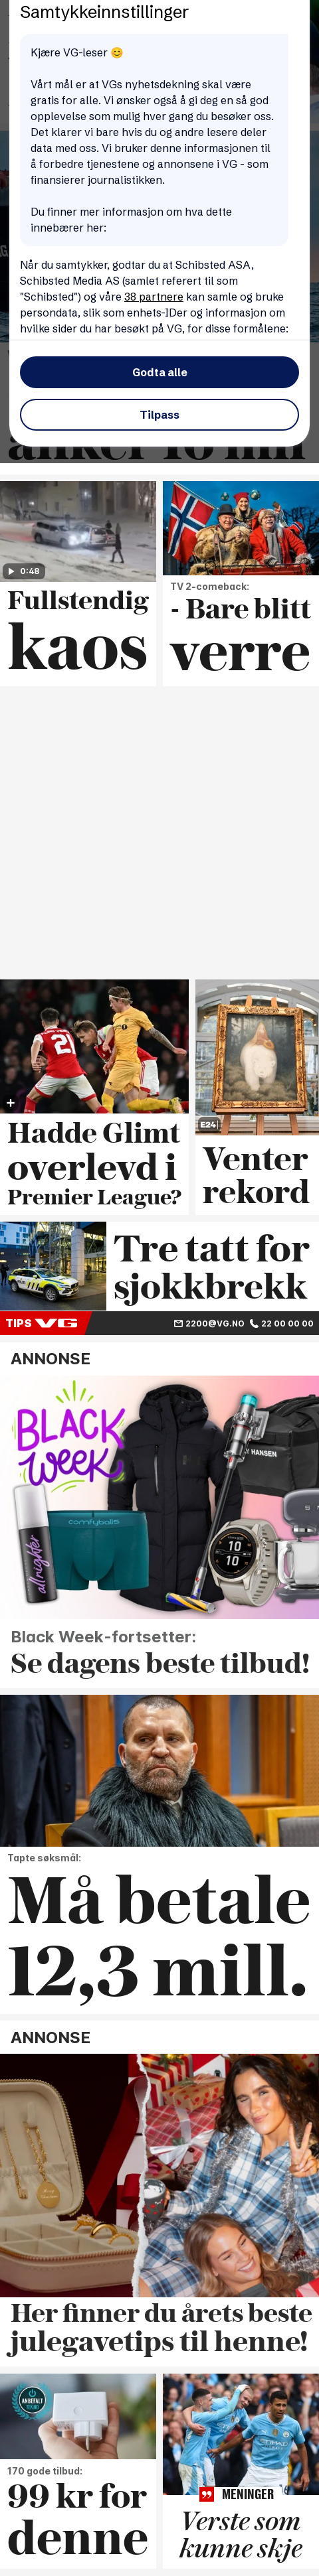 Samtykkeinnstillinger
Kjære VG-leser 😊
Vårt mål er at VGs nyhetsdekning skal være
gratis for alle. Vi ønsker også å gi deg en så god
opplevelse som mulig hver gang du besøker oss.
Det klarer vi bare hvis du og andre lesere deler
data med oss. Vi bruker denne informasjonen til
å forbedre tjenestene og annonsene i VG - som
finansierer journalistikken.
Du finner mer informasjon om hva dette
innebærer her:
Når du samtykker, godtar du at Schibsted ASA,
Schibsted Media AS (samlet referert til som
"Schibsted") og våre 38 partnere kan samle og bruke
persondata, slik som enhets-IDer og informasjon om
hvilke sider du har besøkt på VG, for disse formålene:
Godta alle
Tilpass
0:48
Fullstendig
kaos
TV 2-comeback:
- Bare blitt
verre
21
Hadde Glimt
overlevd i
Premier League?
E24
Venter
rekord
Tre tatt for
sjokkbrekk
TIPS VG
2200@VG.NO 22 00 00 00
ANNONSE
BLACK
WEEK
HANSEN
comfyballs
allnighter
Black Week-fortsetter:
Se dagens beste tilbud!
Tapte søksmål:
Må betale
12,3 mill.
ANNONSE
Her finner du årets beste
julegavetips til henne!
ANBEFALT
170 gode tilbud:
99 kr for
denne
MENINGER
Verste som
kunne skje